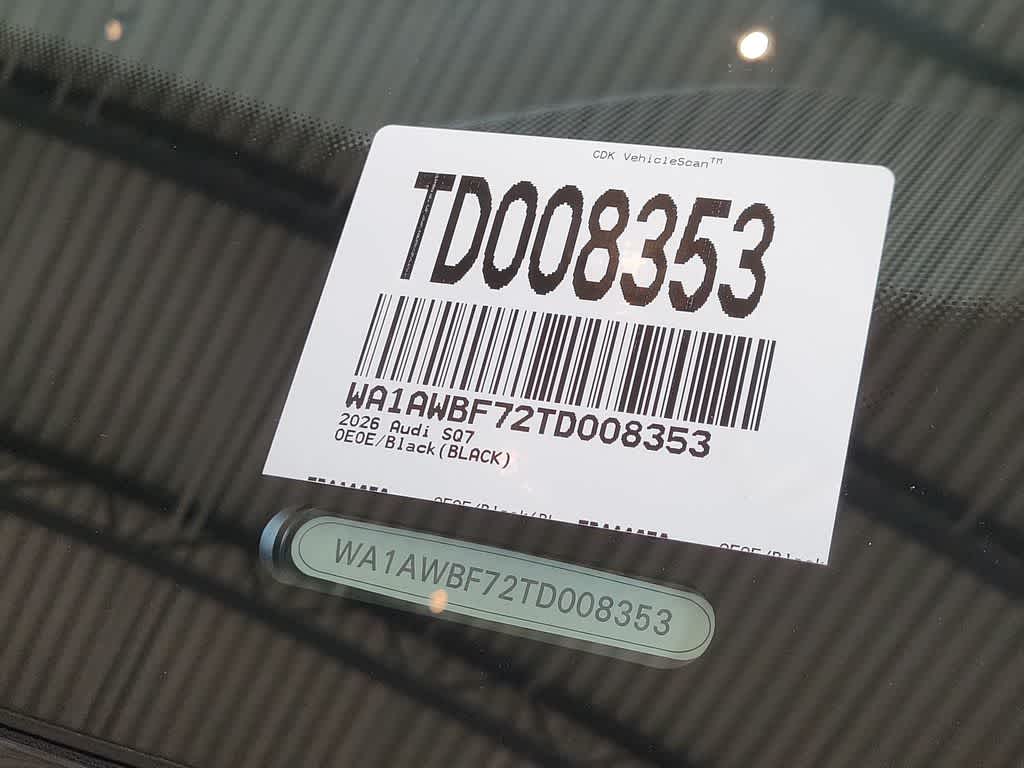 CDK VehicleScan™
TD008353
WA1AWBF72TD008353
2026 Audi SQ7
0E0E/Black(BLACK)
WA1AWBF72TD008353